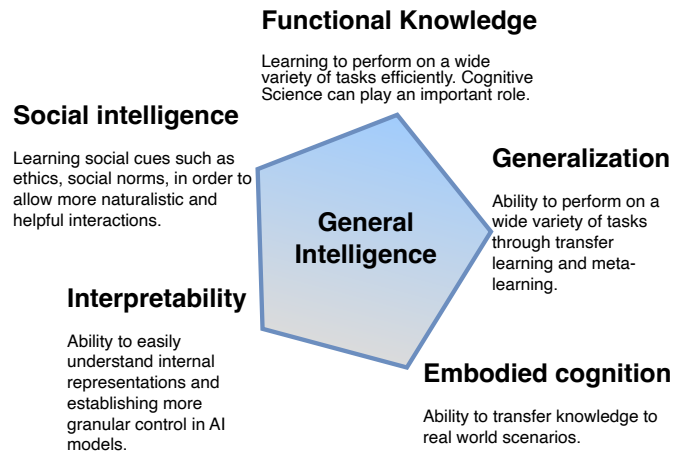 Functional Knowledge
Learning to perform on a wide
variety of tasks efficiently. Cognitive
Science can play an important role.
Social intelligence
Learning social cues such as
ethics, social norms, in order to
allow more naturalistic and
helpful interactions.
Generalization
Ability to perform on a
wide variety of tasks
through transfer
learning and meta-
learning.
General
Intelligence
Interpretability
Ability to easily
understand internal
representations and
establishing more
granular control in AI
models.
Embodied cognition
Ability to transfer knowledge to
real world scenarios.